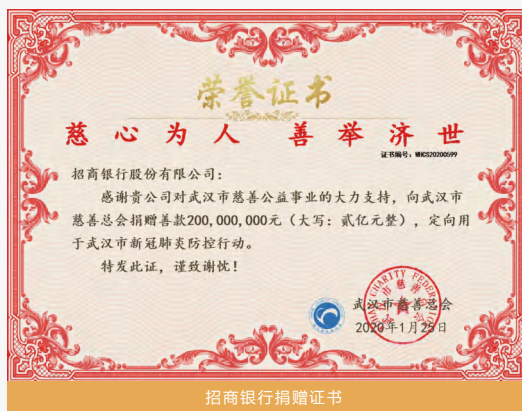 荣誉证书
慈心为人 善举济世
证书编号：WHCS20200599
招商银行股份有限公司：
感谢贵公司对武汉市慈善公益事业的大力支持，向武汉市
慈善总会捐赠善款200,000,000元（大写：贰亿元整），定向用
于武汉市新冠肺炎防控行动。
特发此证，谨致谢忱！
武汉市慈善总会
2020年1月25日
招商银行捐赠证书